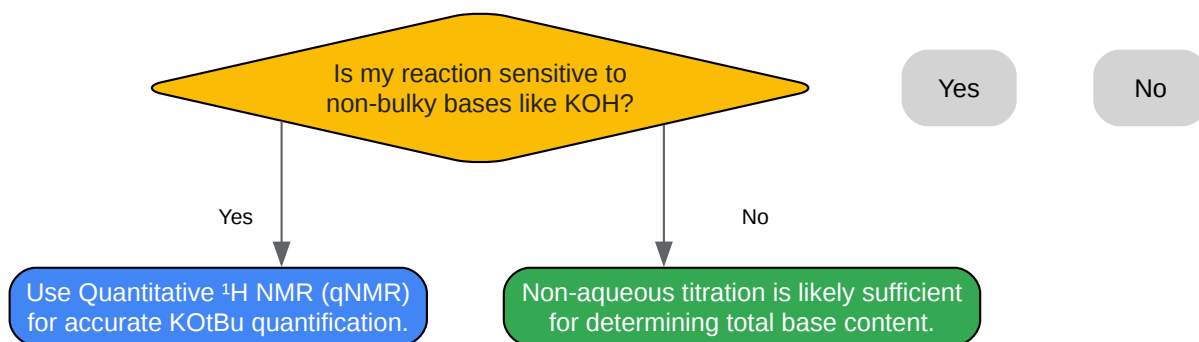 Is my reaction sensitive to
non-bulky bases like KOH?
Yes
No
Yes
No
Use Quantitative ¹H NMR (qNMR)
for accurate KOtBu quantification.
Non-aqueous titration is likely sufficient
for determining total base content.